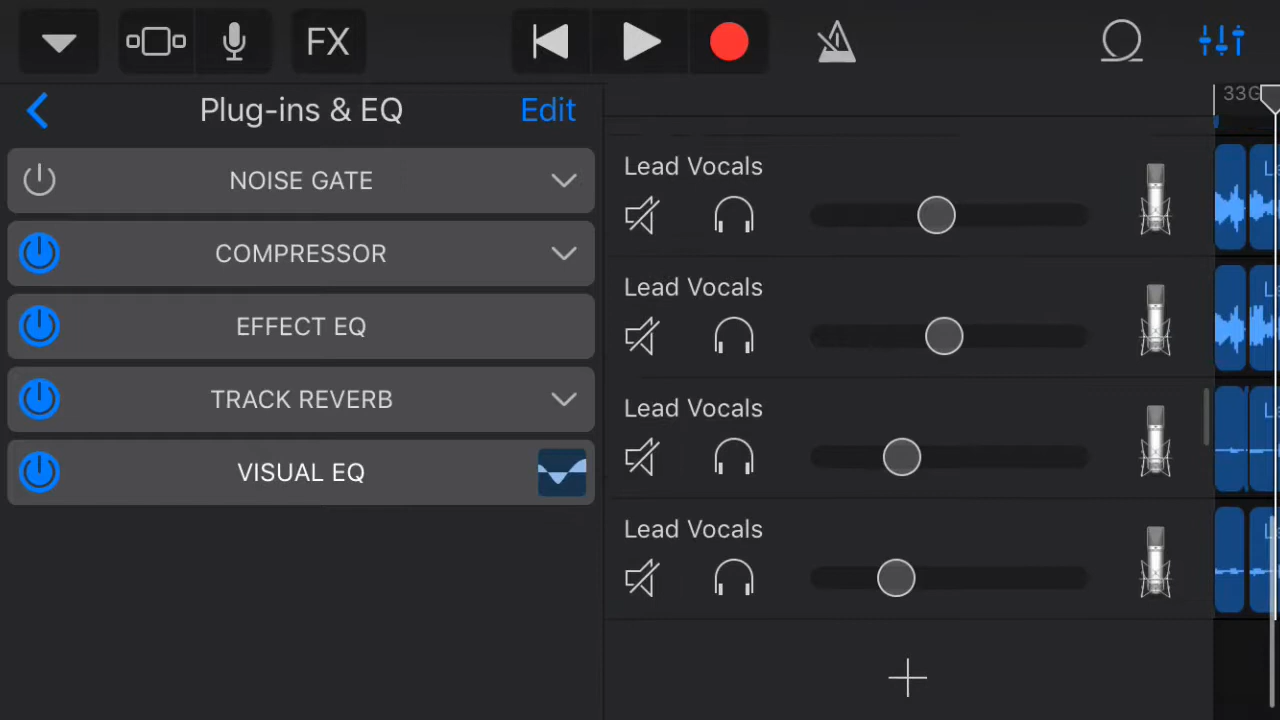 FX
Plug-ins & EQ
Edit
33
NOISE GATE
COMPRESSOR
EFFECT EQ
TRACK REVERB
VISUAL EQ
Lead Vocals
Lead Vocals
Lead Vocals
Lead Vocals